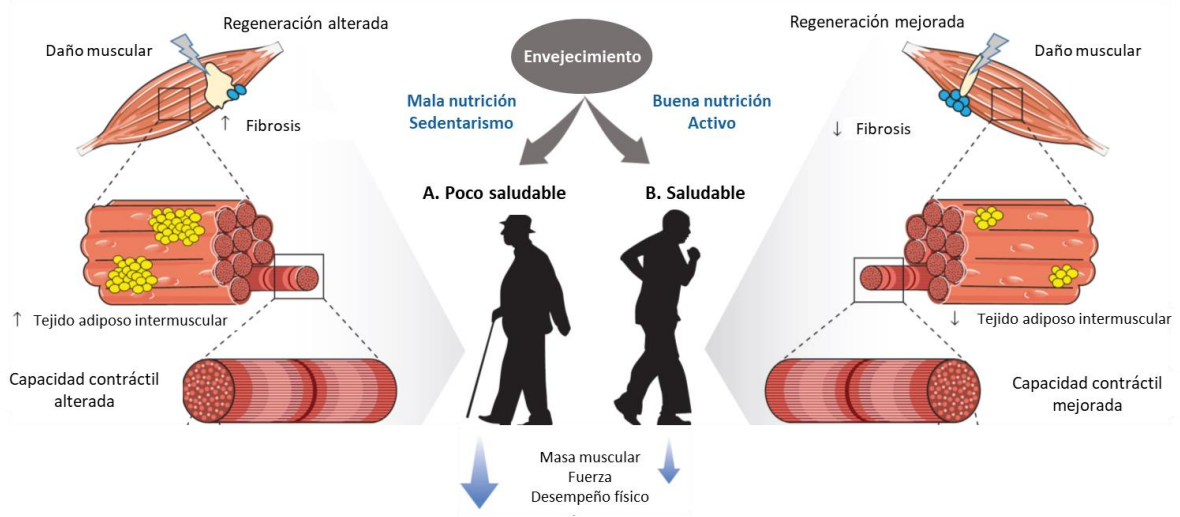 Regeneración alterada
Daño muscular
↑ Fibrosis
Envejecimiento
Mala nutrición
Sedentarismo
Buena nutrición
Activo
Regeneración mejorada
Daño muscular
↓ Fibrosis
A. Poco saludable
B. Saludable
↑ Tejido adiposo intermuscular
↓ Tejido adiposo intermuscular
Capacidad contráctil
alterada
Capacidad contráctil
mejorada
Masa muscular
Fuerza
Desempeño físico